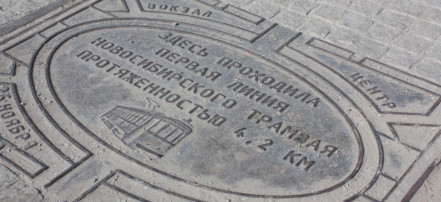 ВОКЗАЛ
ЗДЕСЬ ПРОХОДИЛА
ПЕРВАЯ ЛИНИЯ
НОВОСИБИРСКОГО ТРАМВАЯ
ПРОТЯЖЕННОСТЬЮ 4,2 КМ
ЦЕНТР